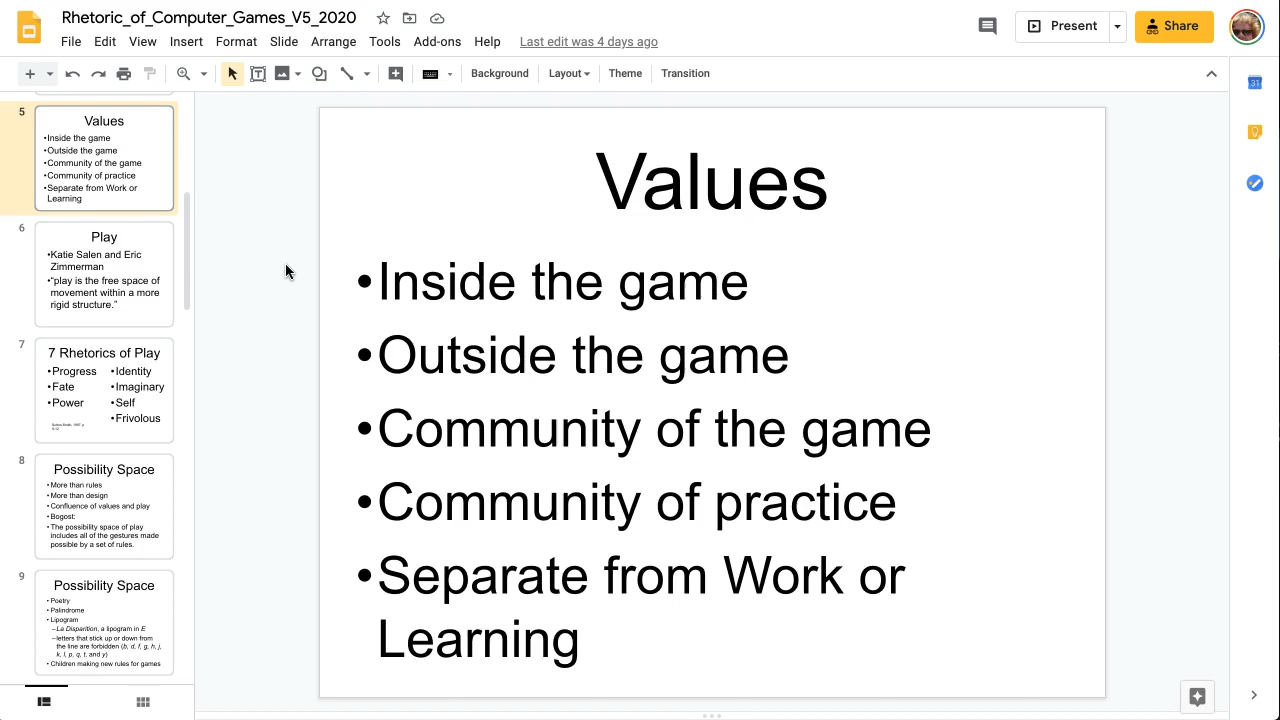 Rhetoric_of_Computer_Games_V5_2020
File Edit View Insert Format Slide Arrange Tools Add-ons Help Last edit was 4 days ago
Present
Share
Background Layout Theme Transition
31
5
Values
•Inside the game
•Outside the game
•Community of the game
•Community of practice
•Separate from Work or
Learning
6
Play
•Katie Salen and Eric
Zimmerman
•"play is the free space of
movement within a more
rigid structure."
7
7 Rhetorics of Play
•Progress
•Fate
•Power
•Identity
•Imaginary
•Self
•Frivolous
8
Possibility Space
• More than rules
• More than design
• Confluence of values and play
• Bogost:
• The possibility space of play
includes all of the gestures made
possible by a set of rules.
9
Possibility Space
• Poetry
• Palindrome
• Lipogram
–La Disparition, a lipogram in E
–letters that stick up or down from
the line are forbidden (b, d, f, g, h, j,
k, l, p, q, t, and y)
• Children making new rules for games
Values
•Inside the game
•Outside the game
•Community of the game
•Community of practice
•Separate from Work or
Learning